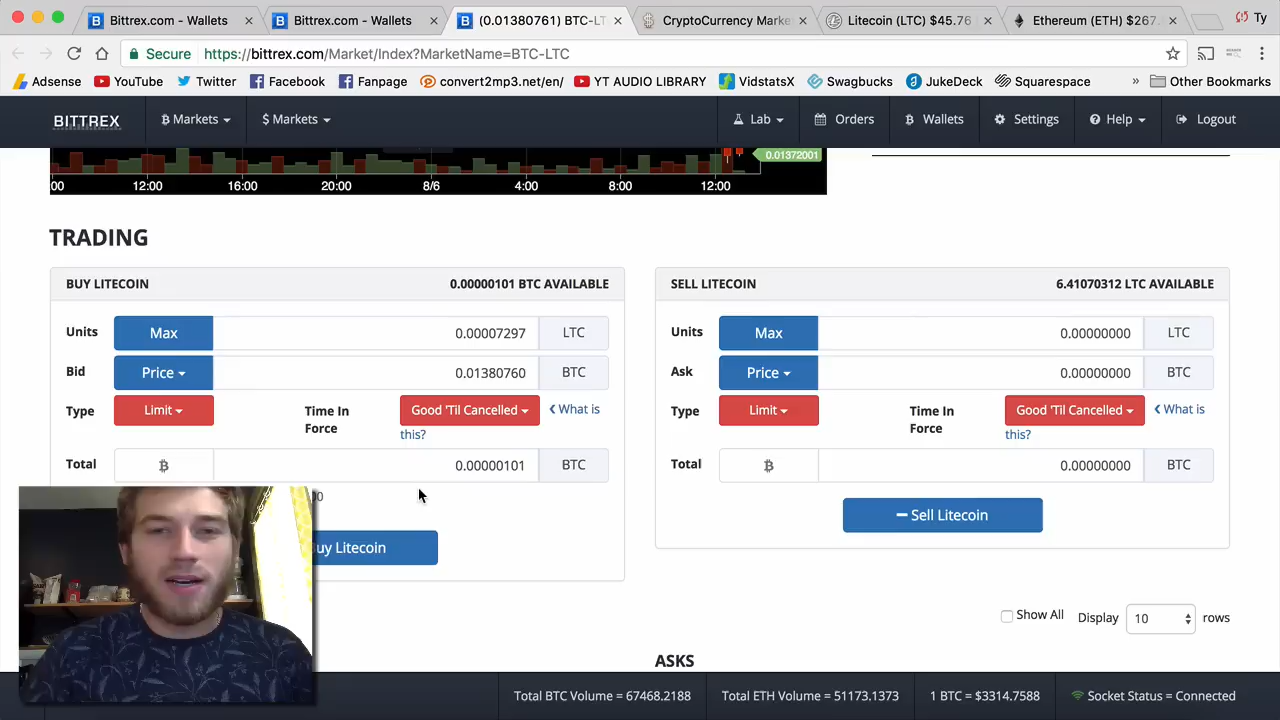 Bittrex.com - Wallets
Bittrex.com - Wallets
(0.01380761) BTC-LT
CryptoCurrency Marke
Litecoin (LTC) $45.70
Ethereum (ETH) $267.
Ty
Secure
https://bittrex.com/Market/Index?MarketName=BTC-LTC
Adsense
YouTube
Twitter
Facebook
Fanpage
convert2mp3.net/en/
YT AUDIO LIBRARY
VidstatsX
Swagbucks
JukeDeck
Squarespace
»
Other Bookmarks
BITTREX
Ƀ Markets
$ Markets
Lab
Orders
Ƀ Wallets
Settings
Help
Logout
0.01372001
:00 12:00 16:00 20:00 8/6 4:00 8:00 12:00
TRADING
BUY LITECOIN 0.00000101 BTC AVAILABLE
Units Max 0.00007297 LTC
Bid Price 0.01380760 BTC
Type Limit Time In Force Good 'Til Cancelled What is this?
Total Ƀ 0.00000101 BTC
00
uy Litecoin
SELL LITECOIN 6.41070312 LTC AVAILABLE
Units Max 0.00000000 LTC
Ask Price 0.00000000 BTC
Type Limit Time In Force Good 'Til Cancelled What is this?
Total Ƀ 0.00000000 BTC
Sell Litecoin
Show All Display 10 rows
ASKS
Total BTC Volume = 67468.2188
Total ETH Volume = 51173.1373
1 BTC = $3314.7588
Socket Status = Connected